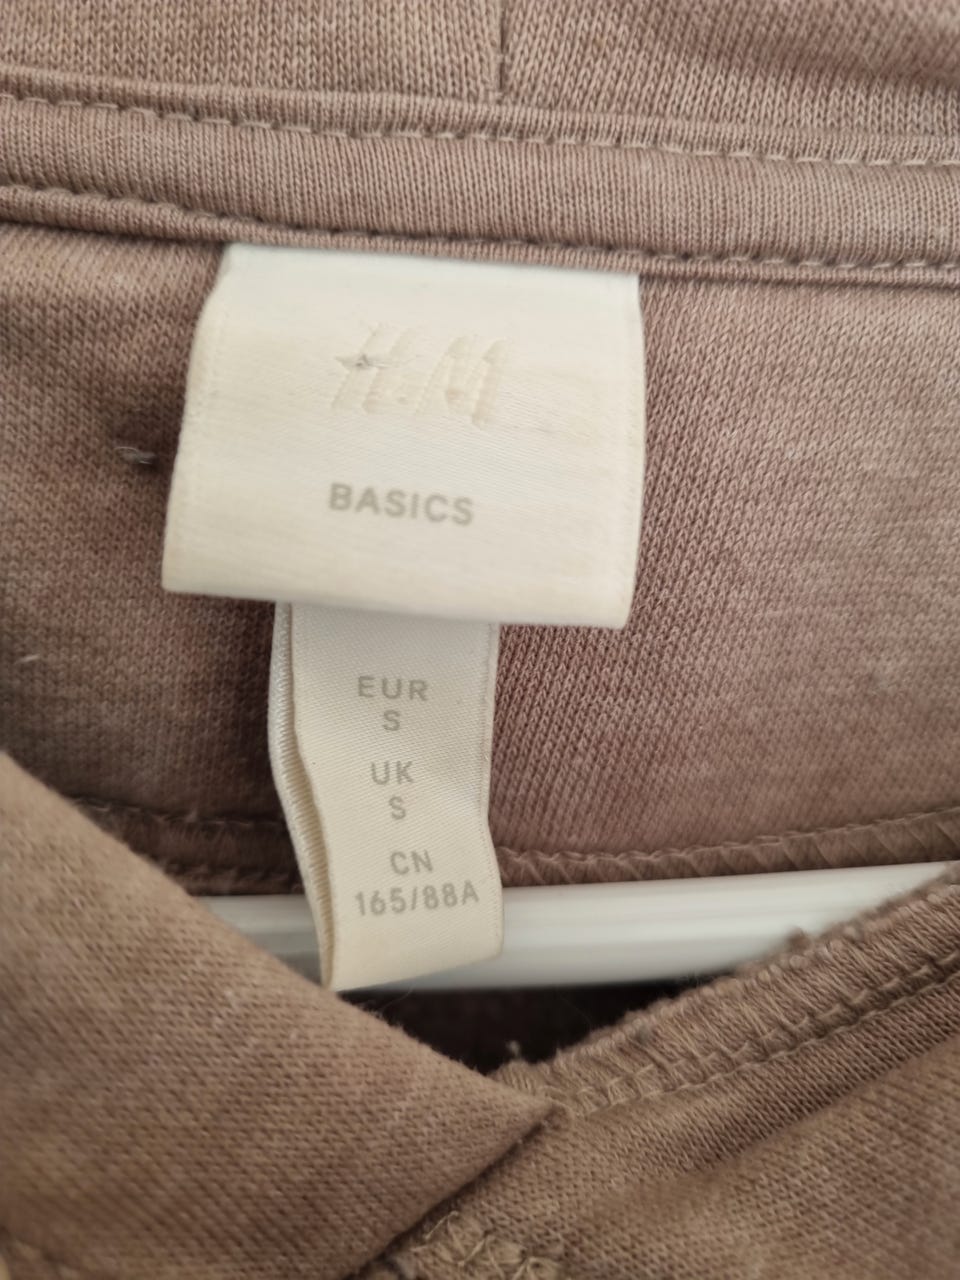 H&M
BASICS
EUR
S
UK
S
CN
165/88A